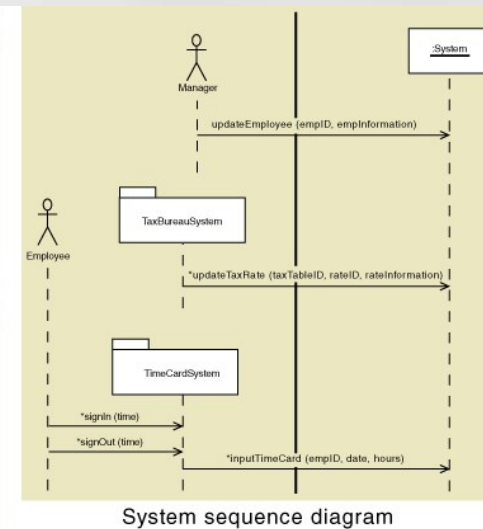 :System
Manager
updateEmployee (empID, empInformation)
TaxBureauSystem
Employee
*updateTaxRate (taxTableID, rateID, rateInformation)
TimeCardSystem
*signIn (time)
*signOut (time)
*inputTimeCard (empID, date, hours)
System sequence diagram